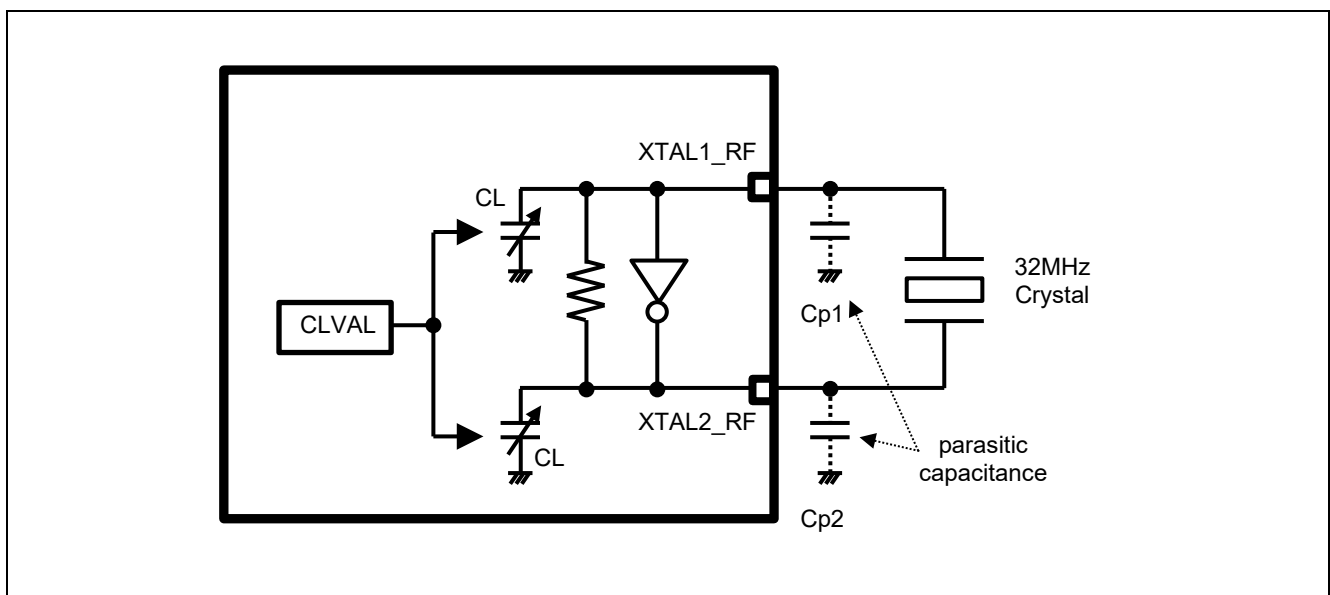 XTAL1_RF
CL
32MHz
Crystal
Cp1
CLVAL
XTAL2_RF
CL
parasitic
capacitance
Cp2